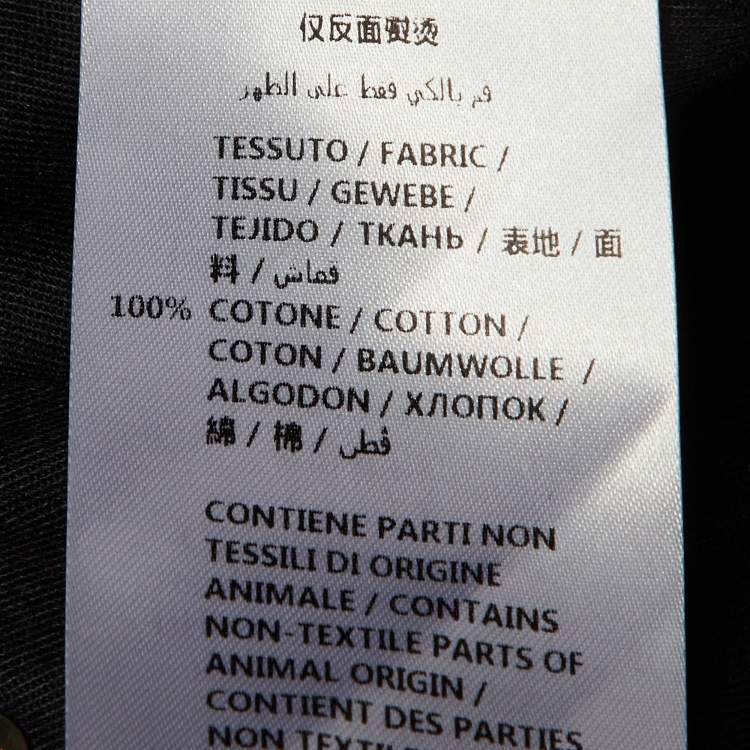 仅反面熨烫
قم بالكي فقط على الظهر
TESSUTO / FABRIC /
TISSU / GEWEBE /
TEJIDO / ТКАНЬ / 表地 / 面
料 / قماش
100% COTONE / COTTON /
COTON / BAUMWOLLE /
ALGODON / ХЛОПОК /
綿 / 棉 / قطن
CONTIENE PARTI NON
TESSILI DI ORIGINE
ANIMALE / CONTAINS
NON-TEXTILE PARTS OF
ANIMAL ORIGIN /
CONTIENT DES PARTIES
NON